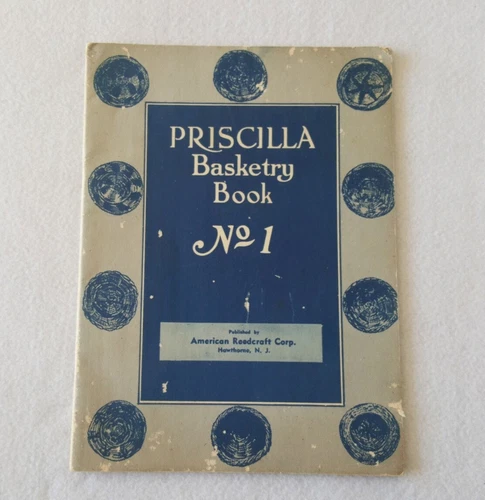 PRISCILLA
Basketry
Book
No 1
Published by
American Reedcraft Corp.
Hawthorne, N. J.